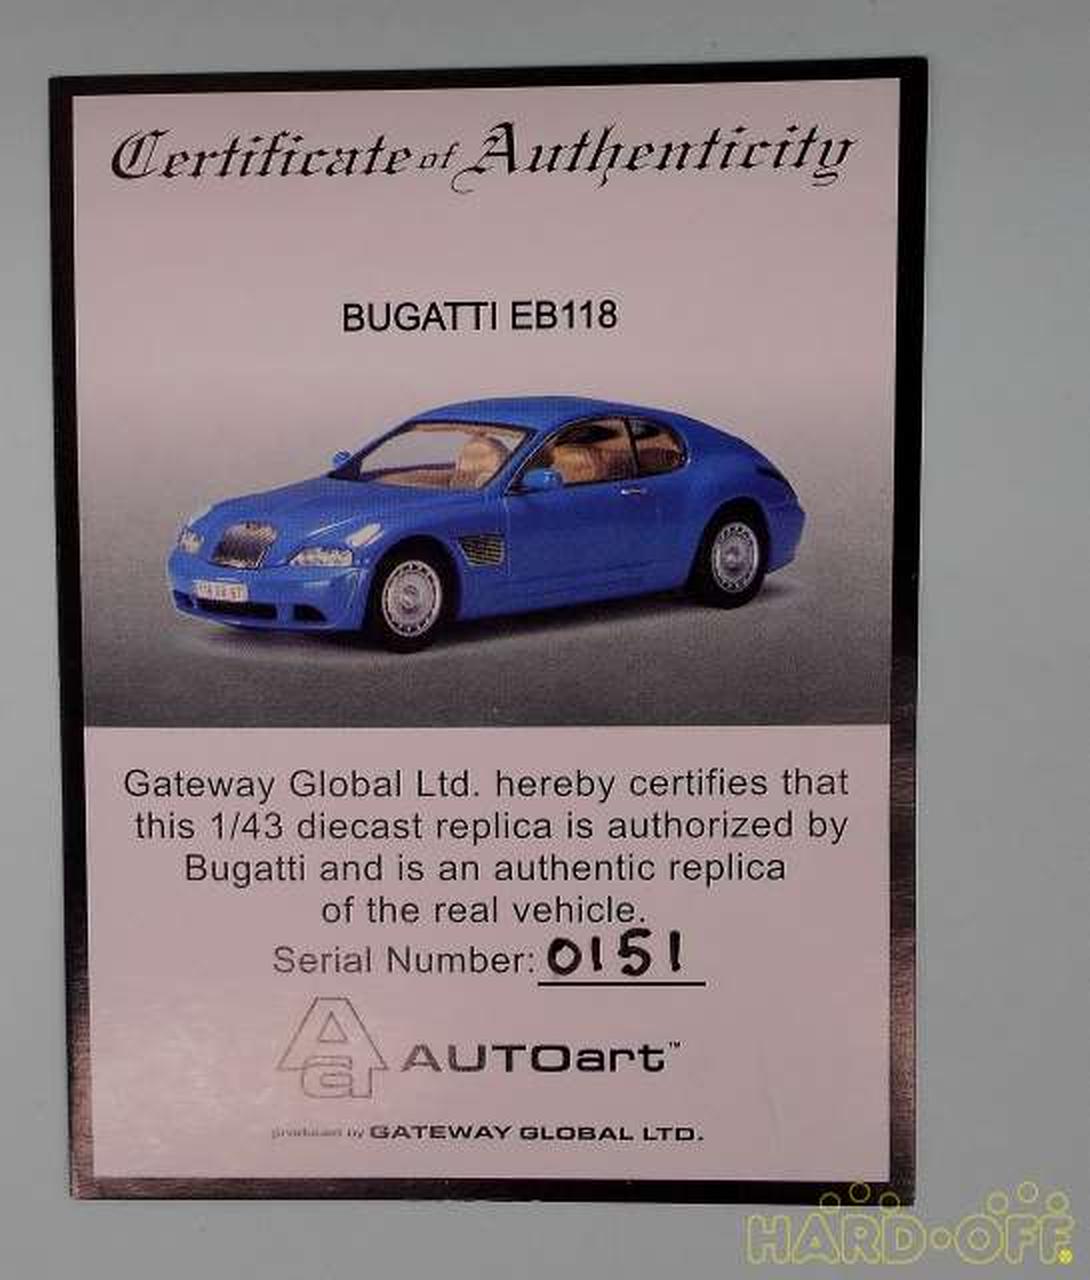 Certificate of Authenticity
BUGATTI EB118
Gateway Global Ltd. hereby certifies that
this 1/43 diecast replica is authorized by
Bugatti and is an authentic replica
of the real vehicle.
Serial Number: 0151
AUTOart™
produced by GATEWAY GLOBAL LTD.
HARD·OFF®